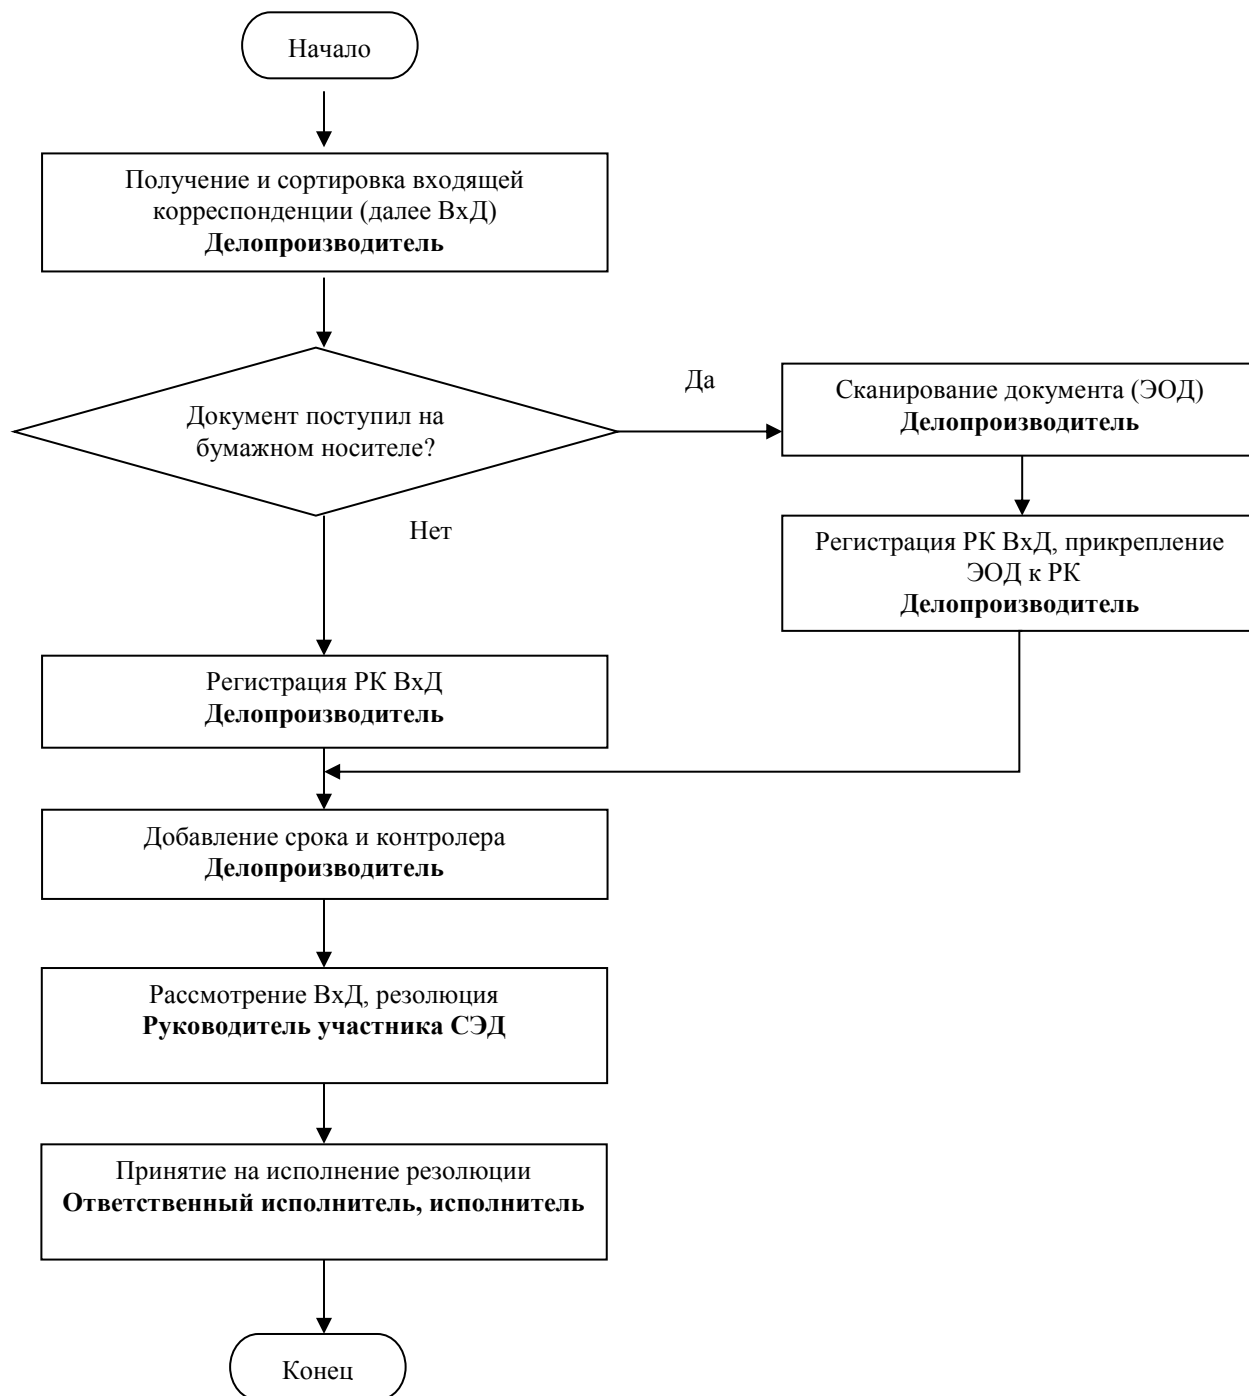 Начало
Получение и сортировка входящей
корреспонденции (далее ВхД)
Делопроизводитель
Документ поступил на
бумажном носителе?
Да
Сканирование документа (ЭОД)
Делопроизводитель
Нет
Регистрация РК ВхД, прикрепление
ЭОД к РК
Делопроизводитель
Регистрация РК ВхД
Делопроизводитель
Добавление срока и контролера
Делопроизводитель
Рассмотрение ВхД, резолюция
Руководитель участника СЭД
Принятие на исполнение резолюции
Ответственный исполнитель, исполнитель
Конец